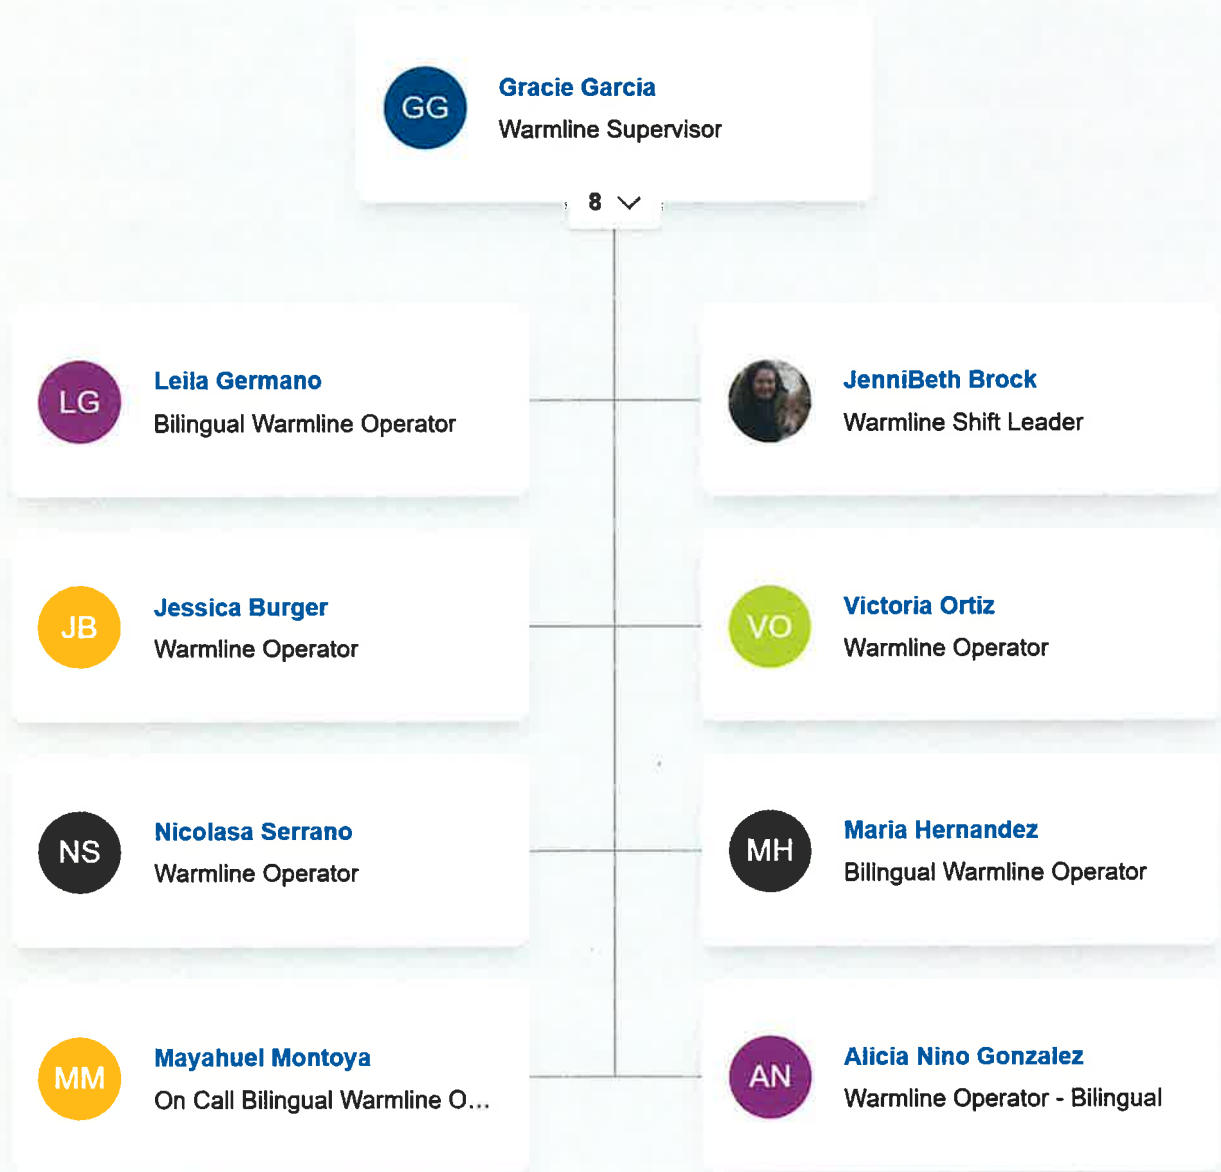 GG
Gracie Garcia
Warmline Supervisor
8
LG
Leila Germano
Bilingual Warmline Operator
JenniBeth Brock
Warmline Shift Leader
JB
Jessica Burger
Warmline Operator
VO
Victoria Ortiz
Warmline Operator
NS
Nicolasa Serrano
Warmline Operator
MH
Maria Hernandez
Bilingual Warmline Operator
MM
Mayahuel Montoya
On Call Bilingual Warmline O...
AN
Alicia Nino Gonzalez
Warmline Operator - Bilingual